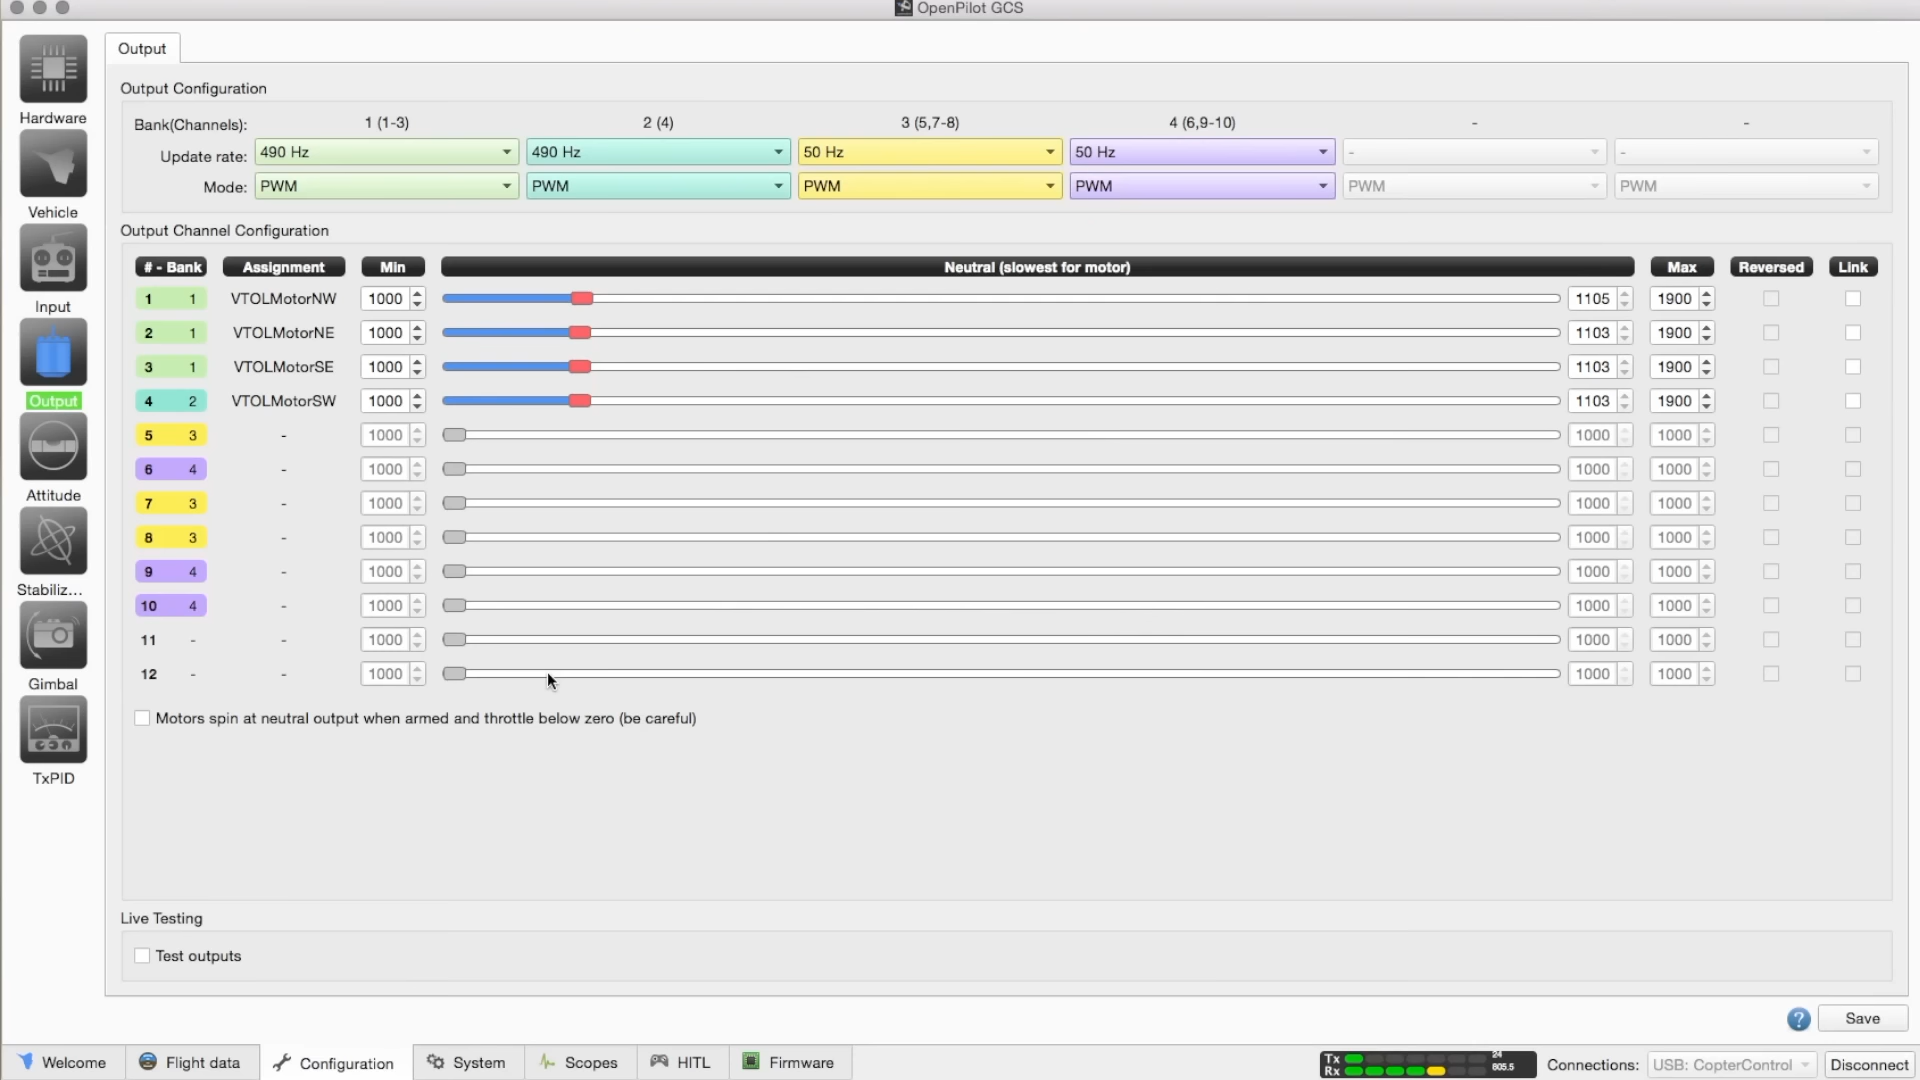 OpenPilot GCS
Output
Output Configuration
Bank(Channels): 1 (1-3) 2 (4) 3 (5,7-8) 4 (6,9-10) - -
Update rate: 490 Hz 490 Hz 50 Hz 50 Hz - -
Mode: PWM PWM PWM PWM PWM PWM
Output Channel Configuration
# - Bank Assignment Min Neutral (slowest for motor) Max Reversed Link
1 1 VTOLMotorNW 1000 1105 1900
2 1 VTOLMotorNE 1000 1103 1900
3 1 VTOLMotorSE 1000 1103 1900
4 2 VTOLMotorSW 1000 1103 1900
5 3 - 1000 1000 1000
6 4 - 1000 1000 1000
7 3 - 1000 1000 1000
8 3 - 1000 1000 1000
9 4 - 1000 1000 1000
10 4 - 1000 1000 1000
11 - - 1000 1000 1000
12 - - 1000 1000 1000
Motors spin at neutral output when armed and throttle below zero (be careful)
Live Testing
Test outputs
Hardware
Vehicle
Input
Output
Attitude
Stabiliz...
Gimbal
TxPID
? Save
Welcome Flight data Configuration System Scopes HITL Firmware
Tx 24
Rx 605.5
Connections: USB: CopterControl Disconnect